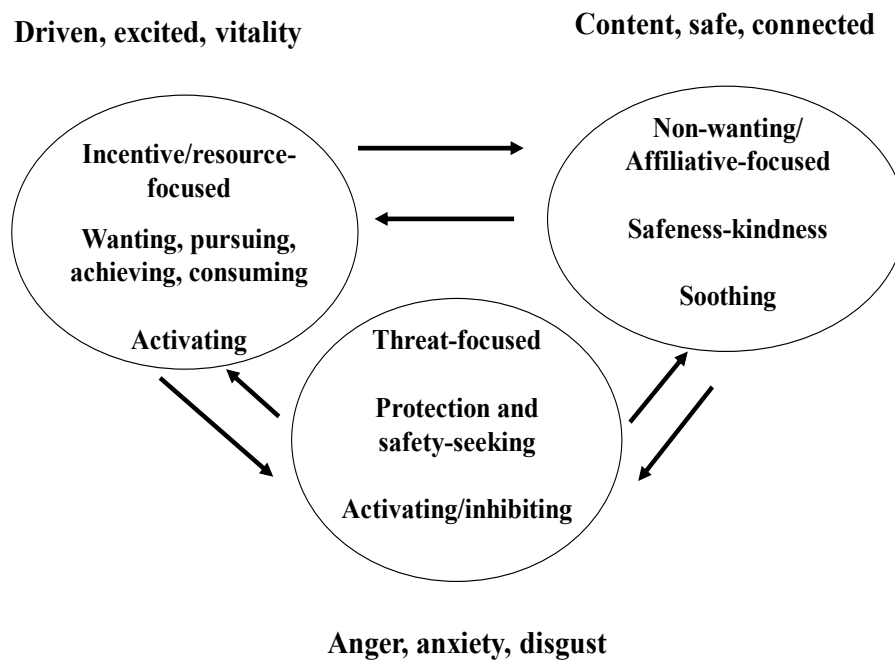 Driven, excited, vitality
Content, safe, connected
Incentive/resource-
focused
Wanting, pursuing,
achieving, consuming
Activating
Non-wanting/
Affiliative-focused
Safeness-kindness
Soothing
Threat-focused
Protection and
safety-seeking
Activating/inhibiting
Anger, anxiety, disgust